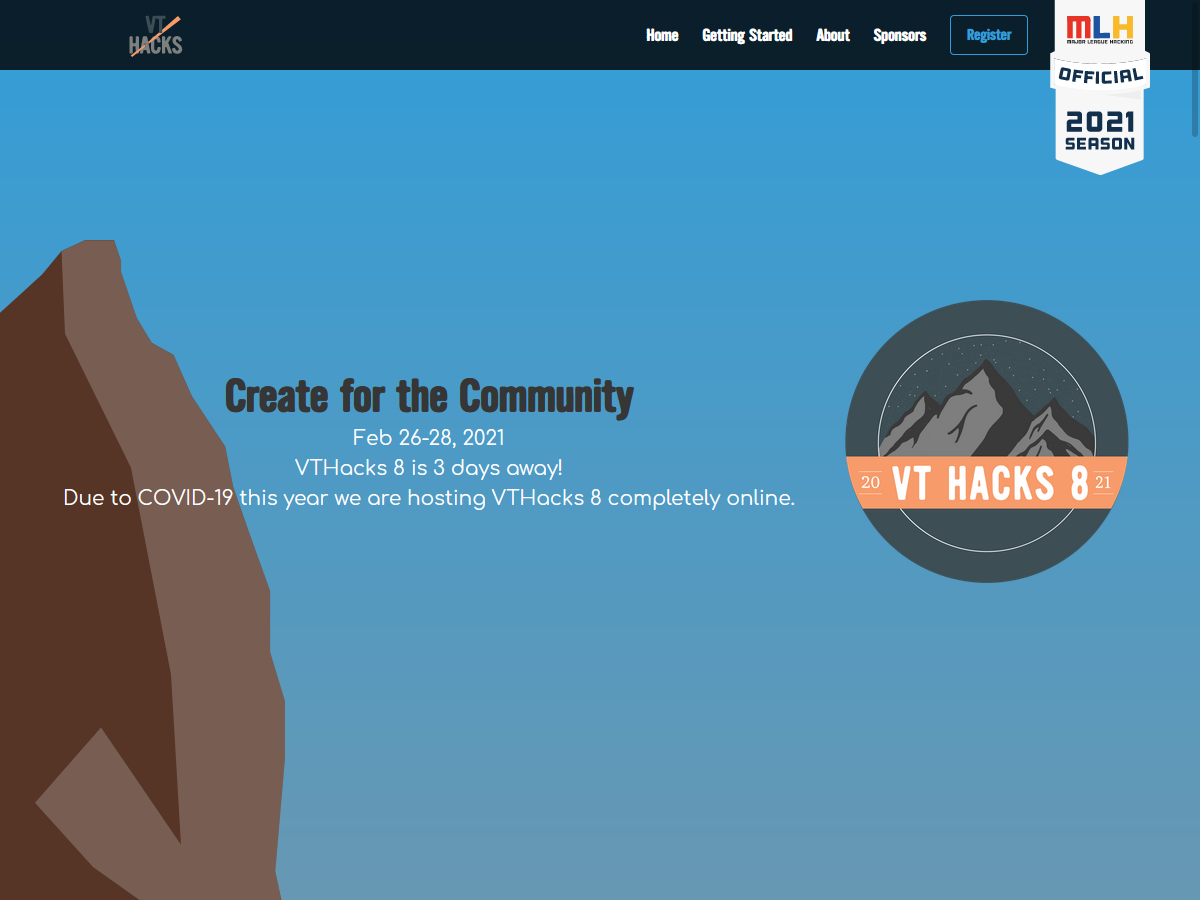 VT
HACKS
Home
Getting Started
About
Sponsors
Register
MLH
MAJOR LEAGUE HACKING
OFFICIAL
2021
SEASON
Create for the Community
Feb 26-28, 2021
VTHacks 8 is 3 days away!
Due to COVID-19 this year we are hosting VTHacks 8 completely online.
20 VT HACKS 8 21